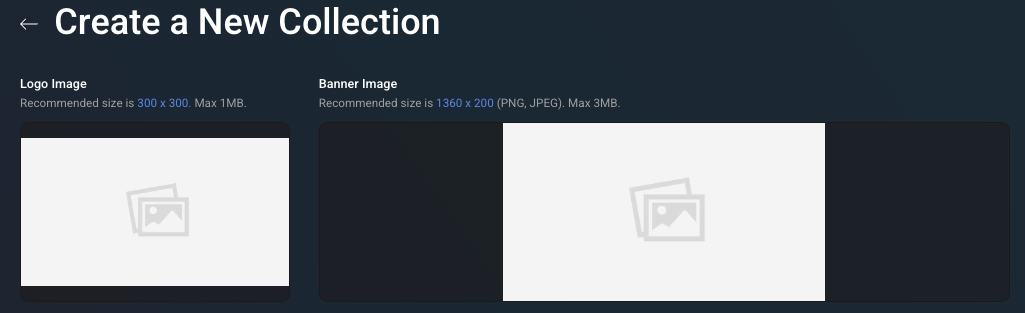 Create a New Collection
Logo Image
Recommended size is 300 x 300. Max 1MB.
Banner Image
Recommended size is 1360 x 200 (PNG, JPEG). Max 3MB.